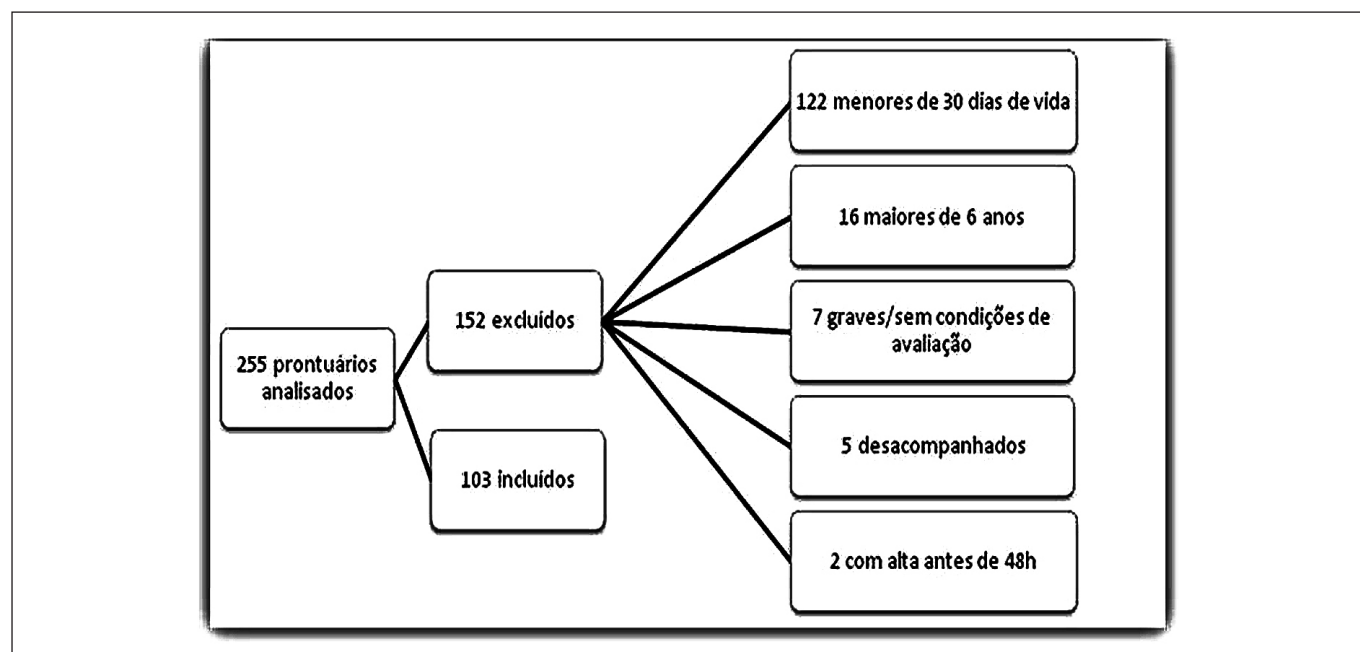 255 prontuários
analisados
152 excluídos
103 incluídos
122 menores de 30 dias de vida
16 maiores de 6 anos
7 graves/sem condições de
avaliação
5 desacompanhados
2 com alta antes de 48h